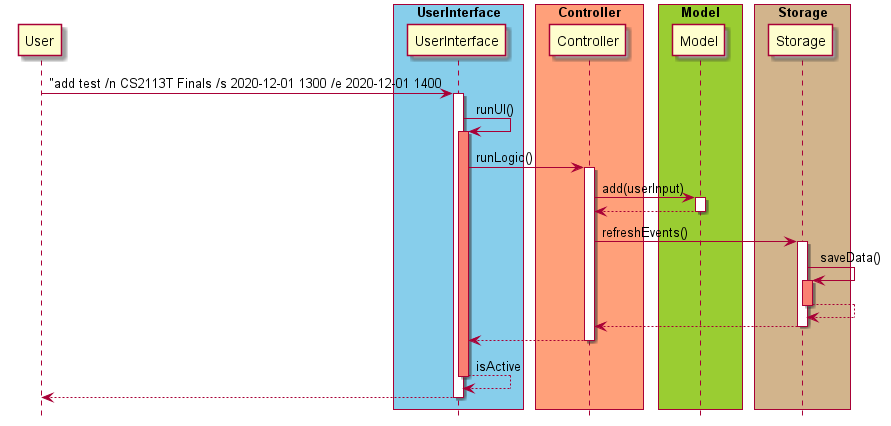 UserInterface
Controller
Model
Storage
User
UserInterface
Controller
Model
Storage
"add test /n CS2113T Finals /s 2020-12-01 1300 /e 2020-12-01 1400
runUI()
runLogic()
add(userInput)
refreshEvents()
saveData()
isActive